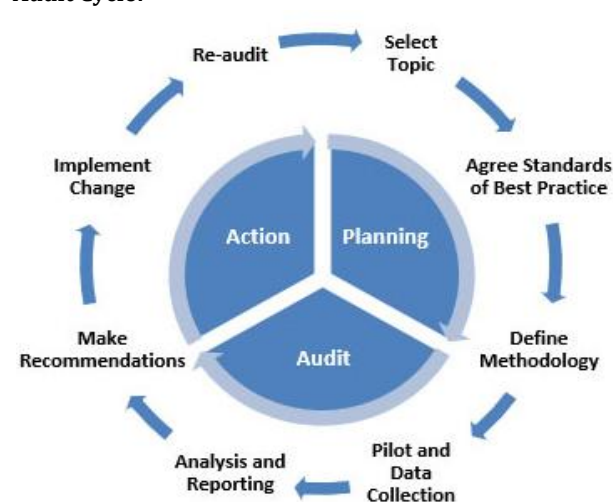 Audit Cycle.
Re-audit
Select
Topic
Implement
Change
Agree Standards
of Best Practice
Action
Planning
Audit
Make
Recommendations
Define
Methodology
Analysis and
Reporting
Pilot and
Data
Collection